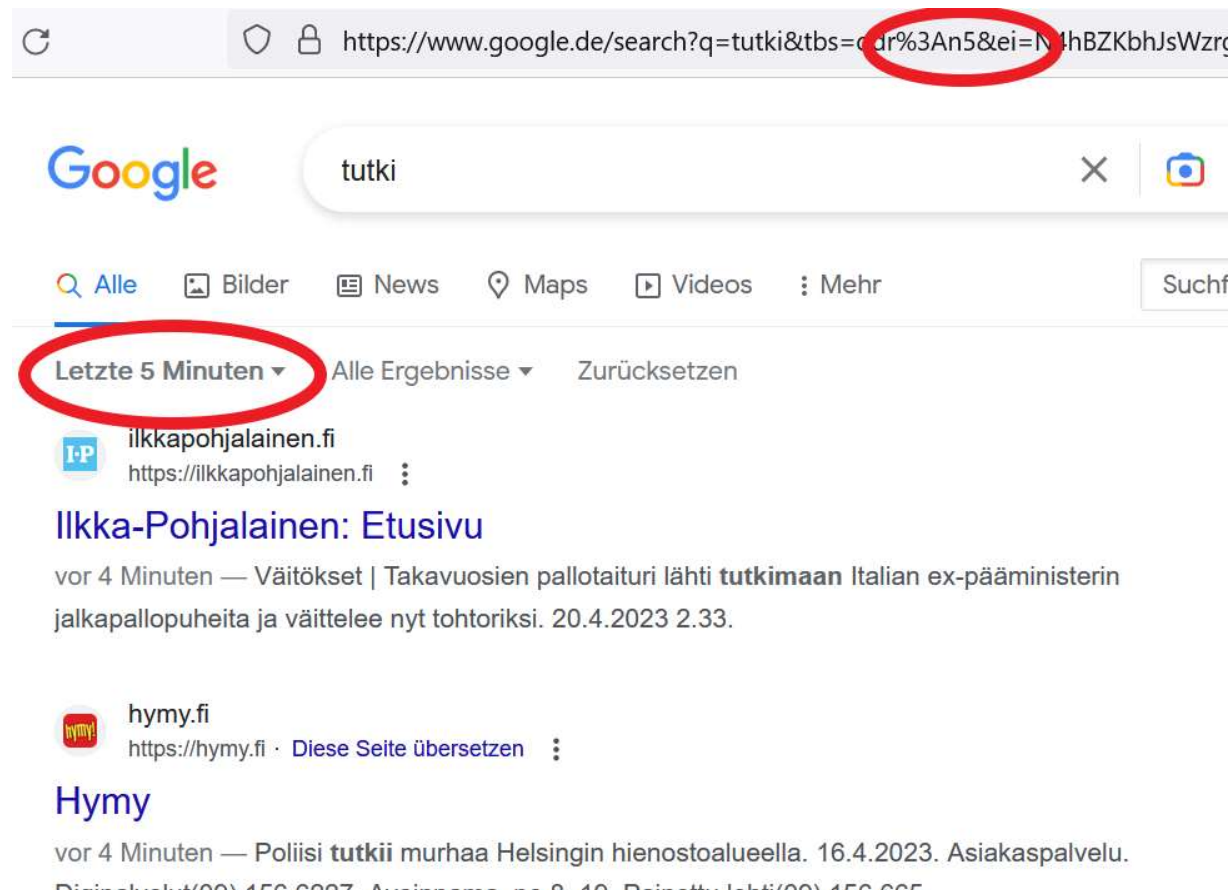 https://www.google.de/search?q=tutki&tbs=qdr%3An5&ei=N4hBZKbhJsWzrg
Google
tutki
Alle Bilder News Maps Videos Mehr Suchf
Letzte 5 Minuten Alle Ergebnisse Zurücksetzen
I-P
ilkkapohjalainen.fi
https://ilkkapohjalainen.fi
Ilkka-Pohjalainen: Etusivu
vor 4 Minuten — Väitökset | Takavuosien pallotaituri lähti tutkimaan Italian ex-pääministerin
jalkapallopuheita ja väittelee nyt tohtoriksi. 20.4.2023 2.33.
hymy!
hymy.fi
https://hymy.fi · Diese Seite übersetzen
Hymy
vor 4 Minuten — Poliisi tutkii murhaa Helsingin hienostoalueella. 16.4.2023. Asiakaspalvelu.